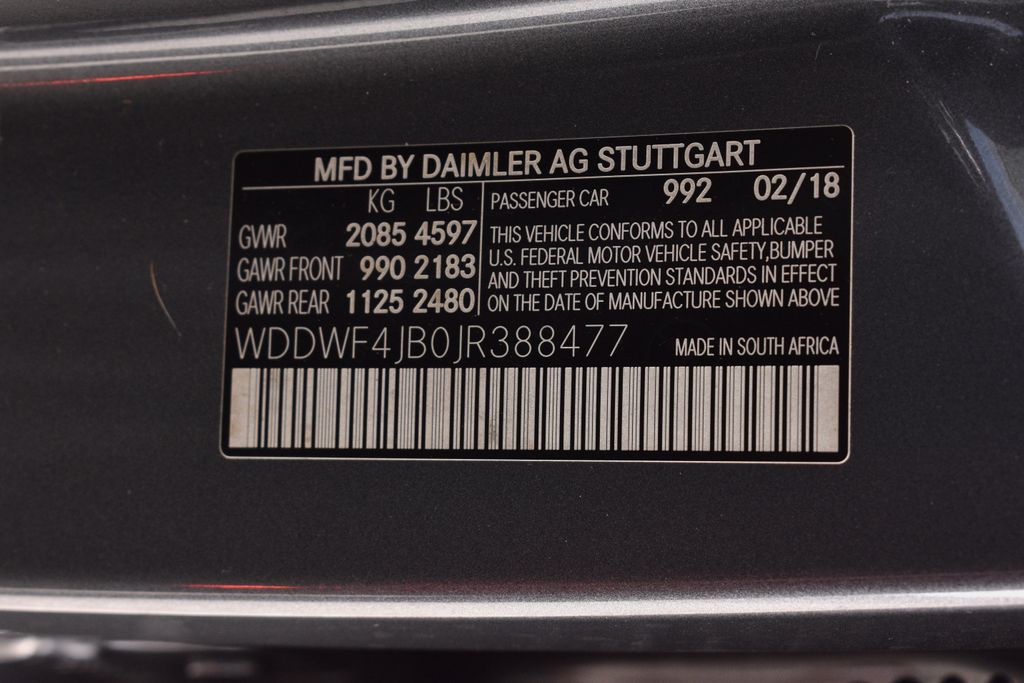 MFD BY DAIMLER AG STUTTGART
KG LBS
GVWR 2085 4597
GAWR FRONT 990 2183
GAWR REAR 1125 2480
PASSENGER CAR 992 02/18
THIS VEHICLE CONFORMS TO ALL APPLICABLE
U.S. FEDERAL MOTOR VEHICLE SAFETY,BUMPER
AND THEFT PREVENTION STANDARDS IN EFFECT
ON THE DATE OF MANUFACTURE SHOWN ABOVE
WDDWF4JB0JR388477 MADE IN SOUTH AFRICA